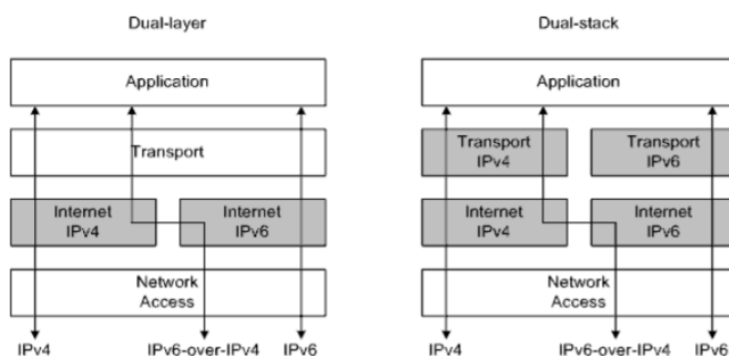 Dual-layer
Application
Transport
Internet
IPv4
Internet
IPv6
Network
Access
IPv4
IPv6-over-IPv4
IPv6
Dual-stack
Application
Transport
IPv4
Transport
IPv6
Internet
IPv4
Internet
IPv6
Network
Access
IPv4
IPv6-over-IPv4
IPv6